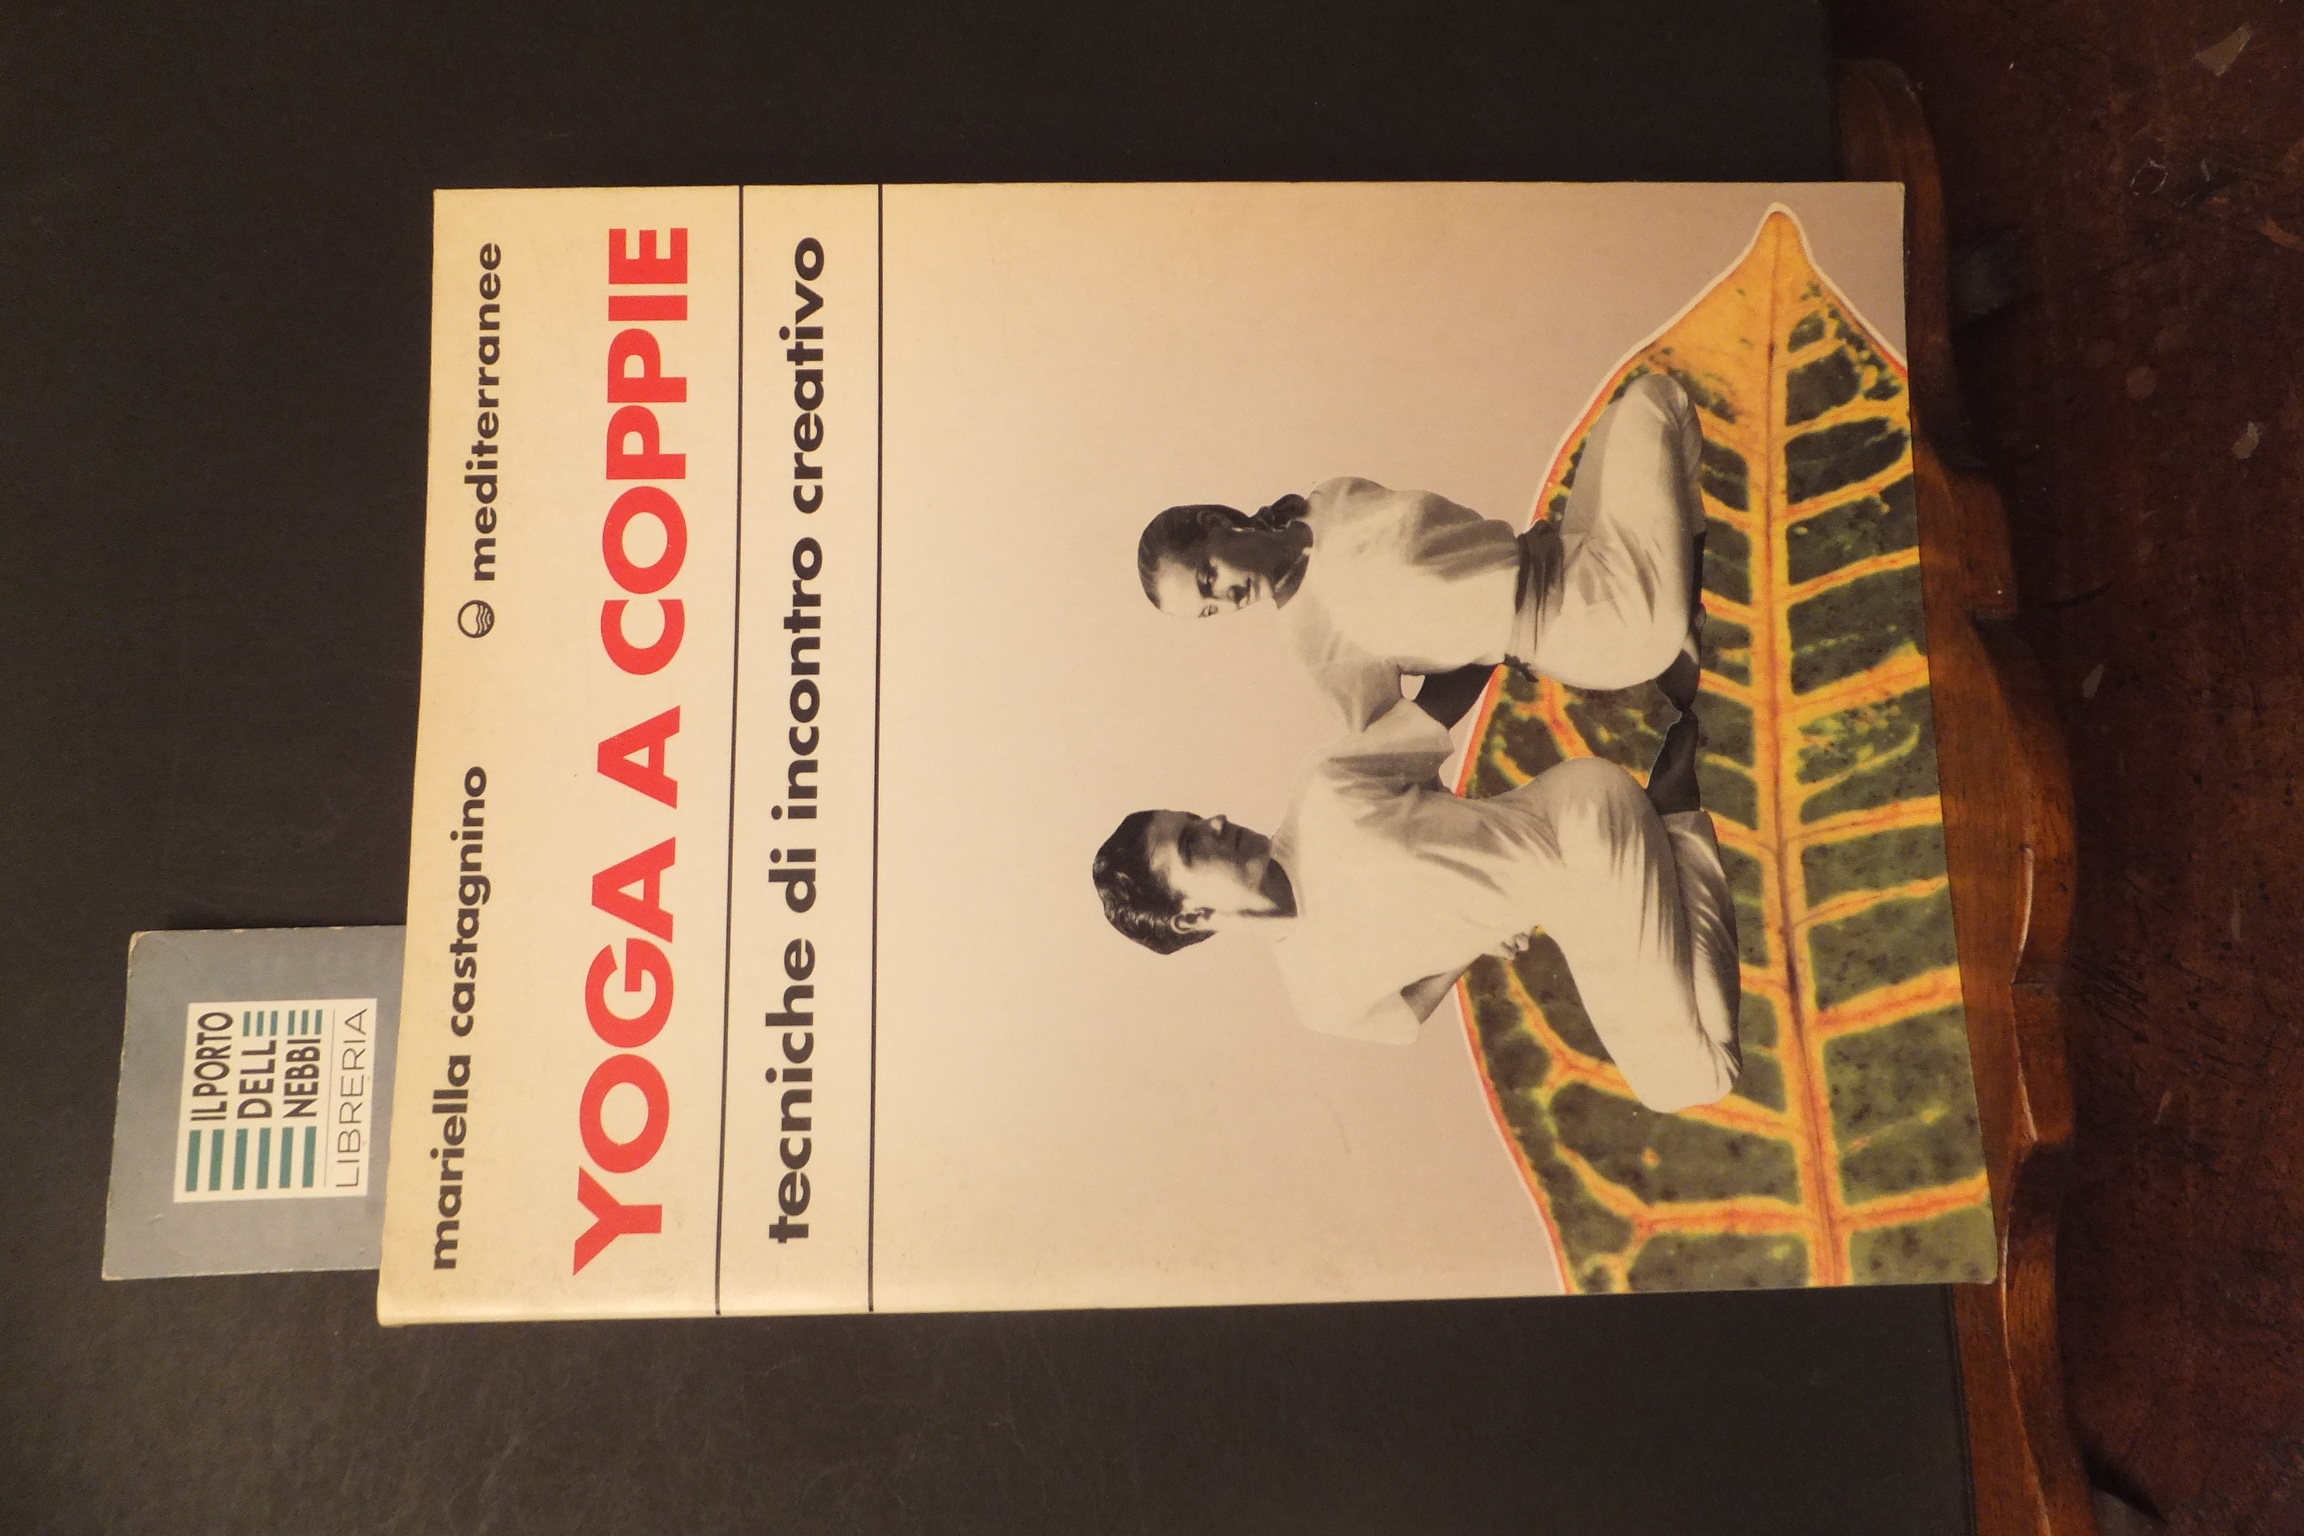 IL PORTO
DELLE
NEBBIE
LIBRERIA
mariella castagnino mediterranee
YOGA A COPPIE
tecniche di incontro creativo